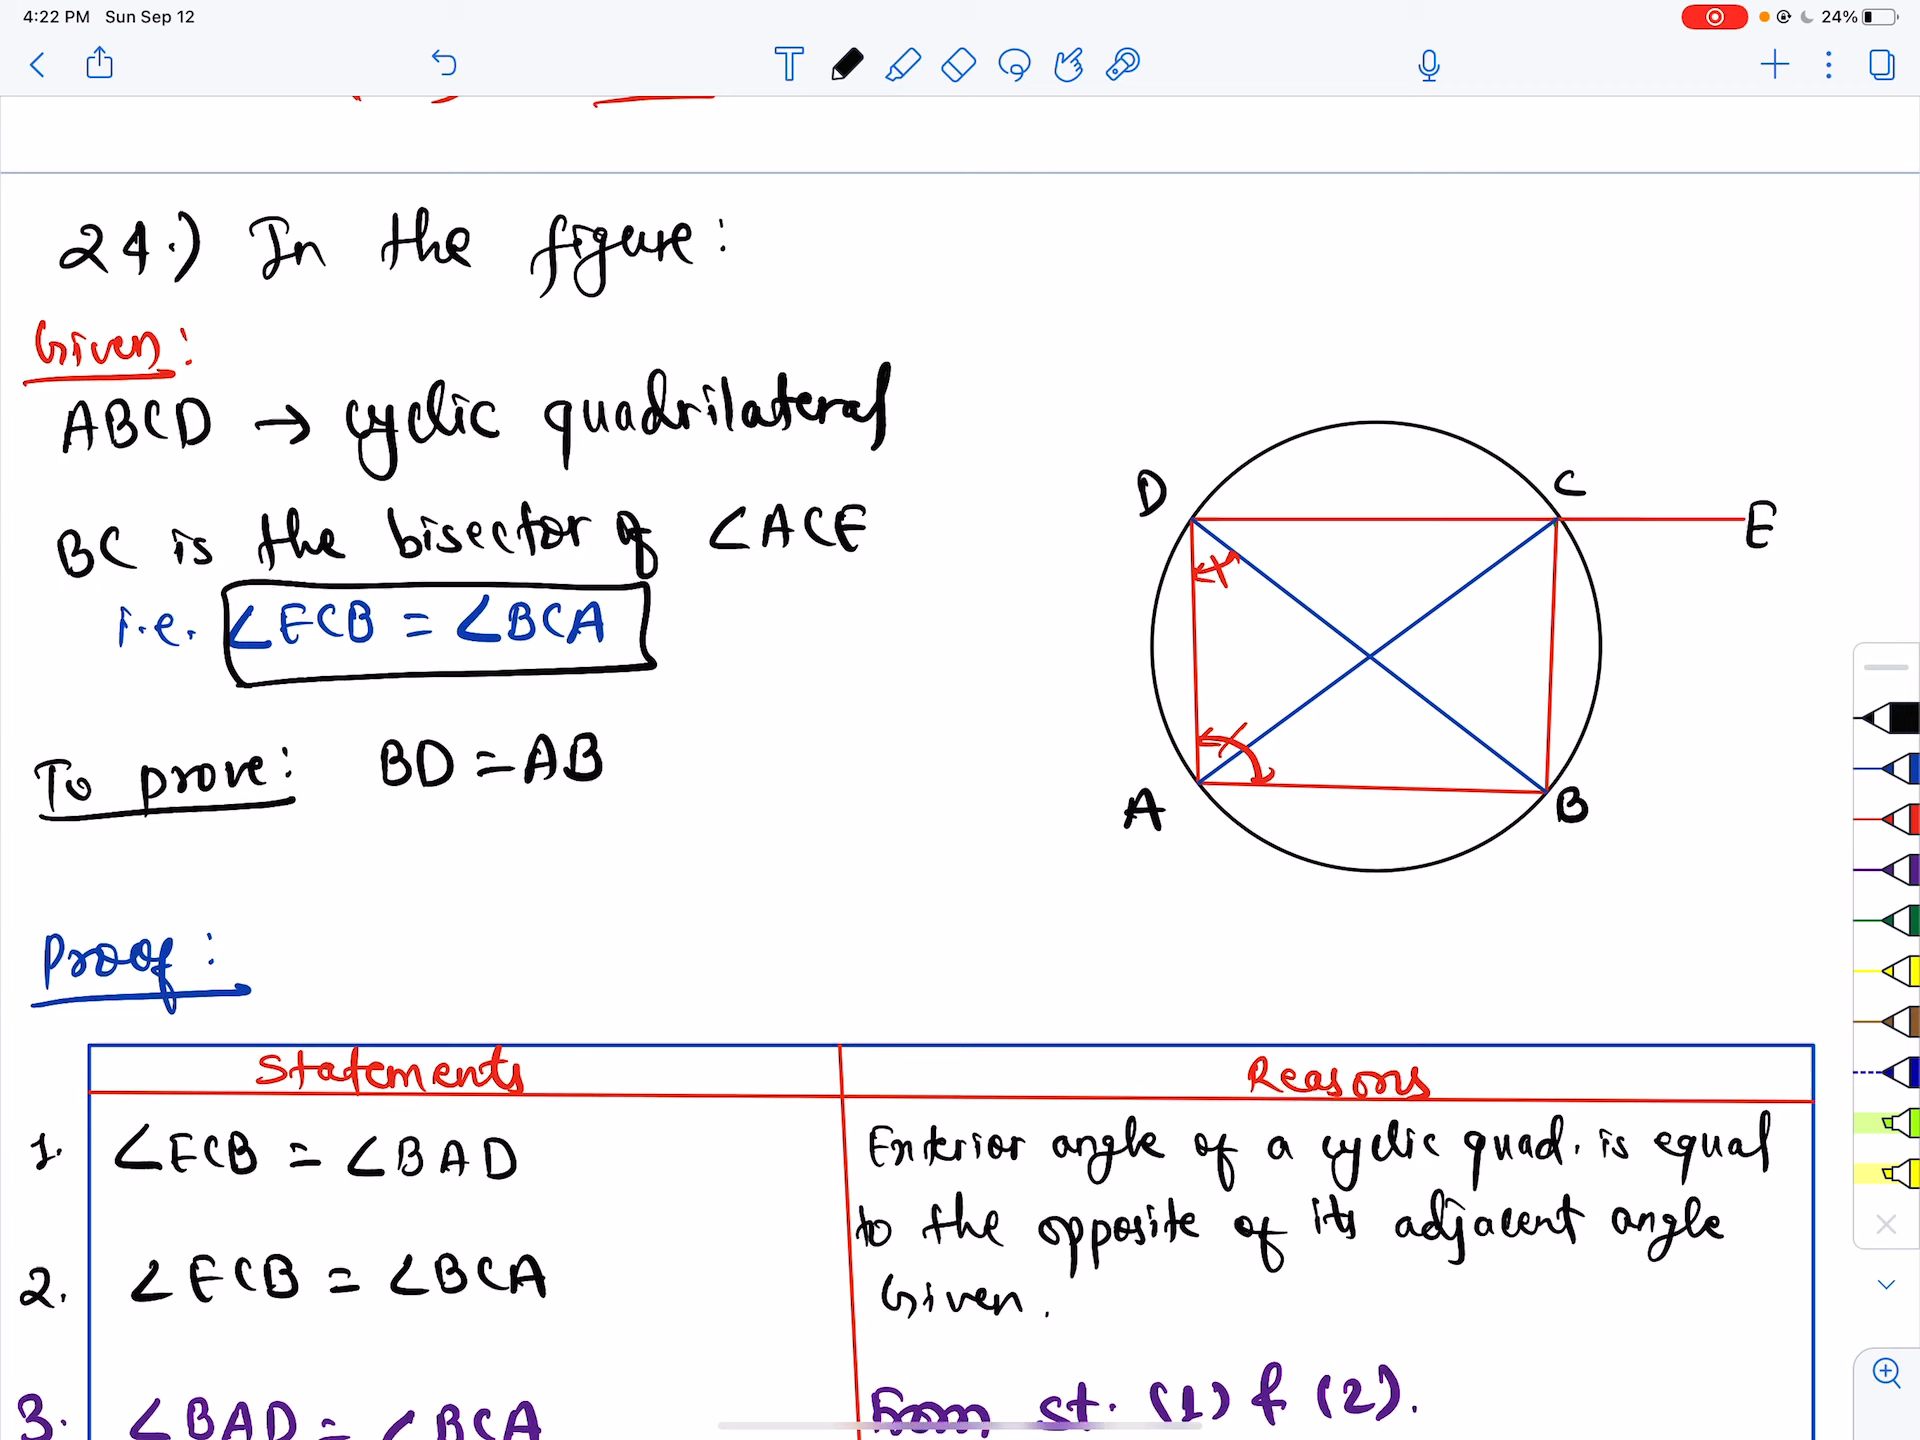 4:22 PM Sun Sep 12
24%
24.) In the figure:
Given:
ABCD → cyclic quadrilateral
BC is the bisector of ∠ACE
i.e. ∠ECB = ∠BCA
To prove: BD = AB
D
C
E
A
B
x
Proof:
Statements
Reasons
1. ∠ECB = ∠BAD
Exterior angle of a cyclic quad. is equal
to the opposite of its adjacent angle
2. ∠ECB = ∠BCA
Given.
3. ∠BAD = ∠BCA
From st. (1) & (2).